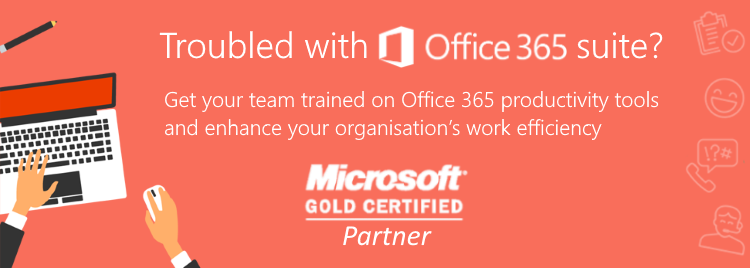 Troubled with Office 365 suite?
Get your team trained on Office 365 productivity tools
and enhance your organisation's work efficiency
Microsoft
GOLD CERTIFIED
Partner
!?#